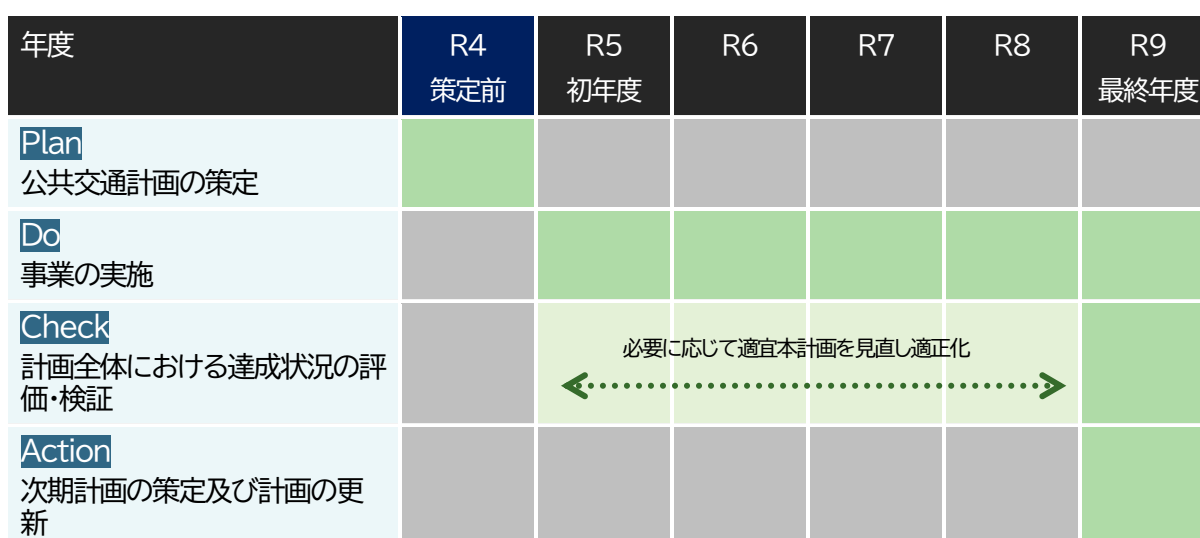 年度
R4
策定前
R5
初年度
R6
R7
R8
R9
最終年度
Plan
公共交通計画の策定
Do
事業の実施
Check
計画全体における達成状況の評
価・検証
必要に応じて適宜本計画を見直し適正化
Action
次期計画の策定及び計画の更
新